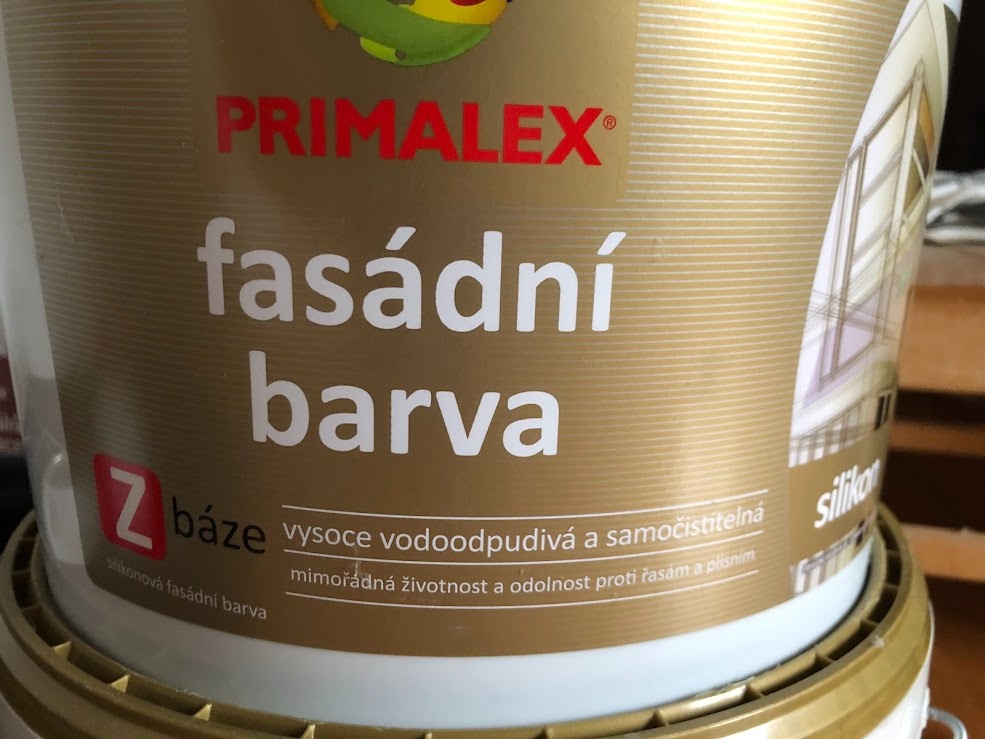 PRIMALEX®
fasádní
barva
Z báze
silikonová fasádní barva
vysoce vodoodpudivá a samočistitelná
mimořádná životnost a odolnost proti řasám a plísním
silikon